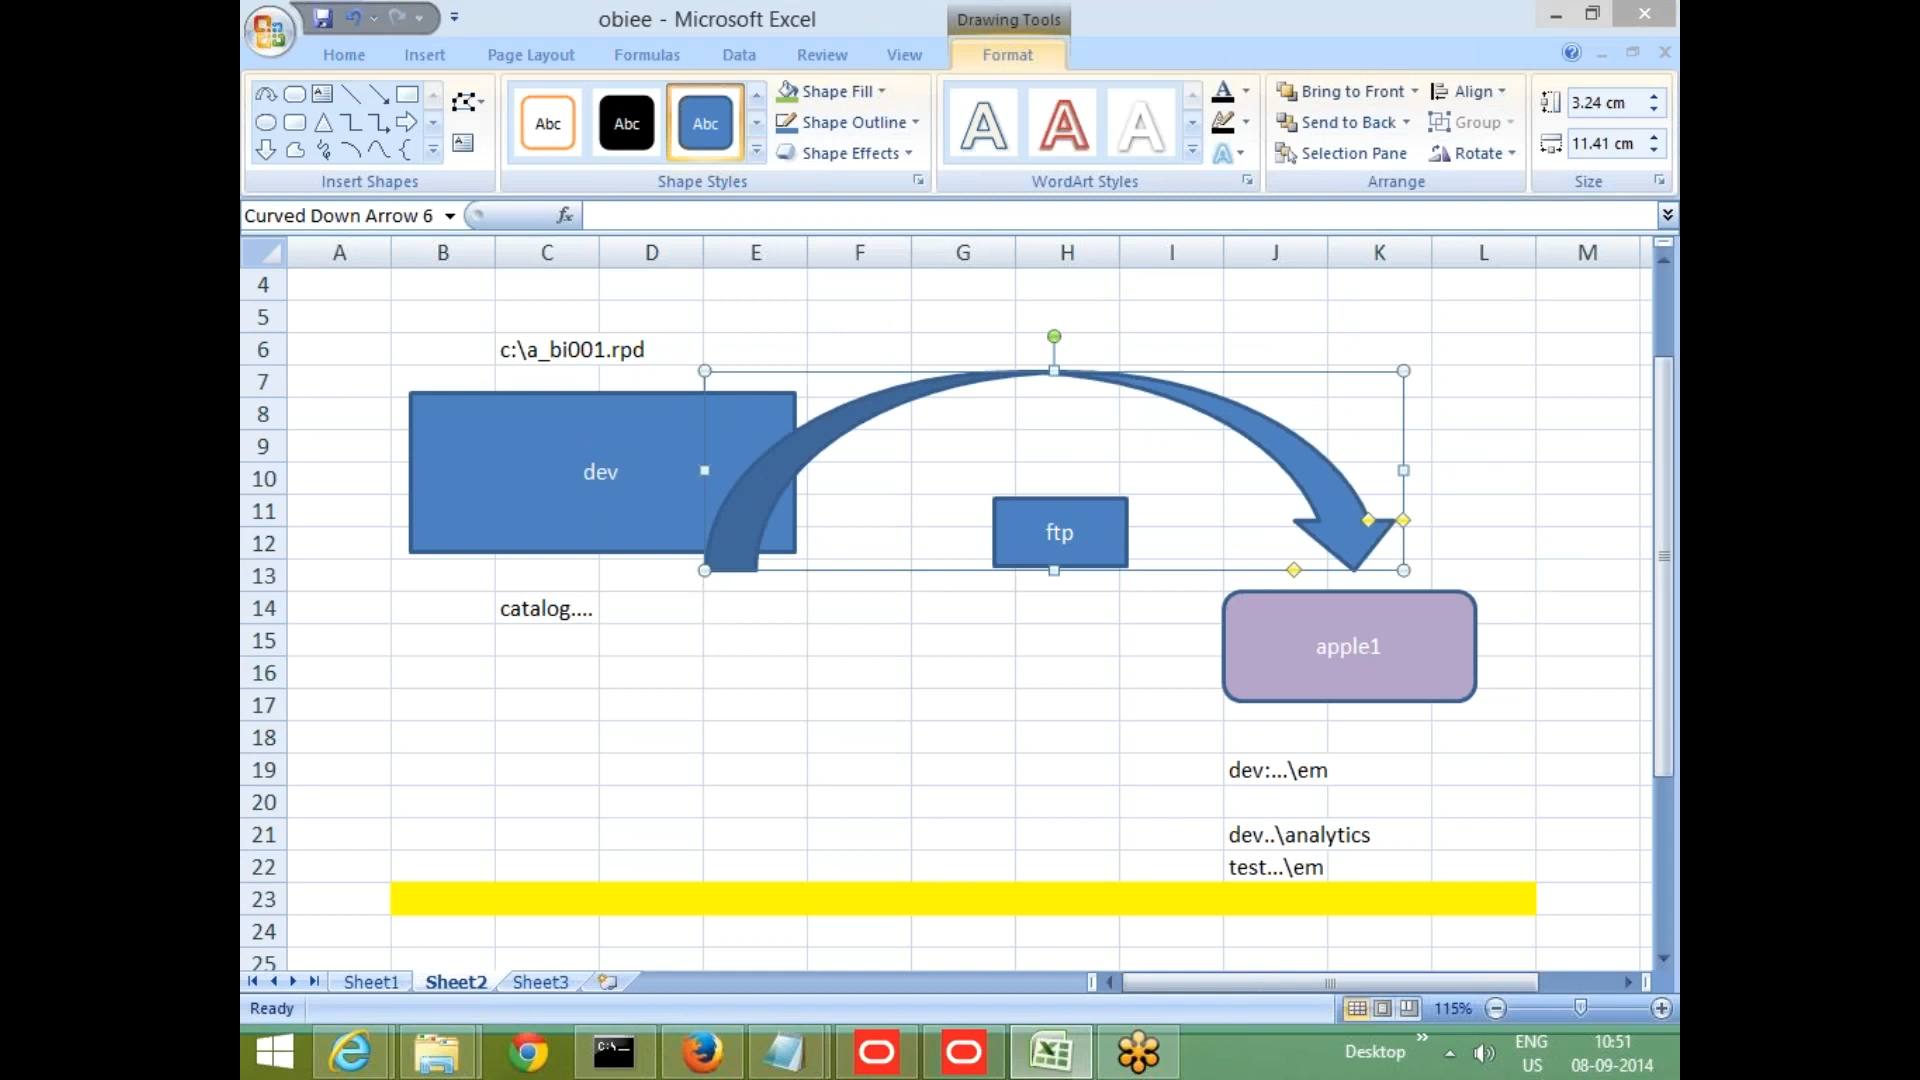 obiee - Microsoft Excel
Drawing Tools
Home Insert Page Layout Formulas Data Review View Format
Abc Abc Abc
Shape Fill
Shape Outline
Shape Effects
A A A
A
A
Bring to Front
Send to Back
Selection Pane
Align
Group
Rotate
3.24 cm
11.41 cm
Insert Shapes Shape Styles WordArt Styles Arrange Size
Curved Down Arrow 6 fx
A B C D E F G H I J K L M
4
5
6 c:\a_bi001.rpd
7
8
9
10 dev
11
12 ftp
13
14 catalog....
15
16 apple1
17
18
19 dev:...\em
20
21 dev..\analytics
22 test...\em
23
24
25
Sheet1 Sheet2 Sheet3
Ready 115%
C:\_
Desktop
ENG
US
10:51
08-09-2014